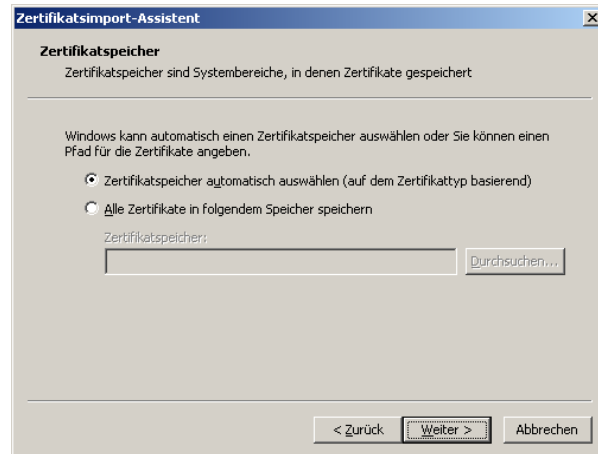 Zertifikatsimport-Assistent
Zertifikatspeicher
Zertifikatspeicher sind Systembereiche, in denen Zertifikate gespeichert
Windows kann automatisch einen Zertifikatspeicher auswählen oder Sie können einen
Pfad für die Zertifikate angeben.
Zertifikatspeicher automatisch auswählen (auf dem Zertifikattyp basierend)
Alle Zertifikate in folgendem Speicher speichern
Zertifikatspeicher:
Durchsuchen...
< Zurück Weiter > Abbrechen